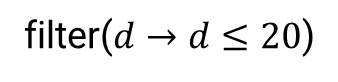 filter(d → d ≤ 20)